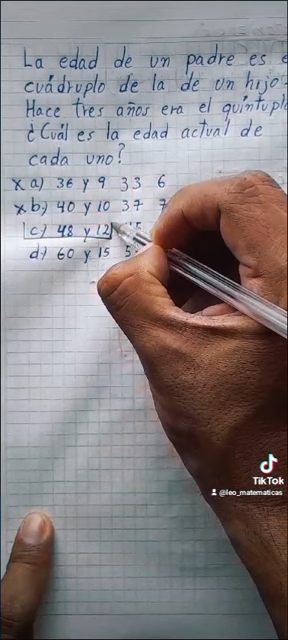 La edad de un padre es
cuádruplo de la de un hijo
Hace tres años era el quintupl
¿Cuál es la edad actual de
cada uno?
x a) 36 y 9 33 6
x b) 40 y 10 37 7
c) 48 y 12
d) 60 y 15 5
TikTok
@leo_matematicas